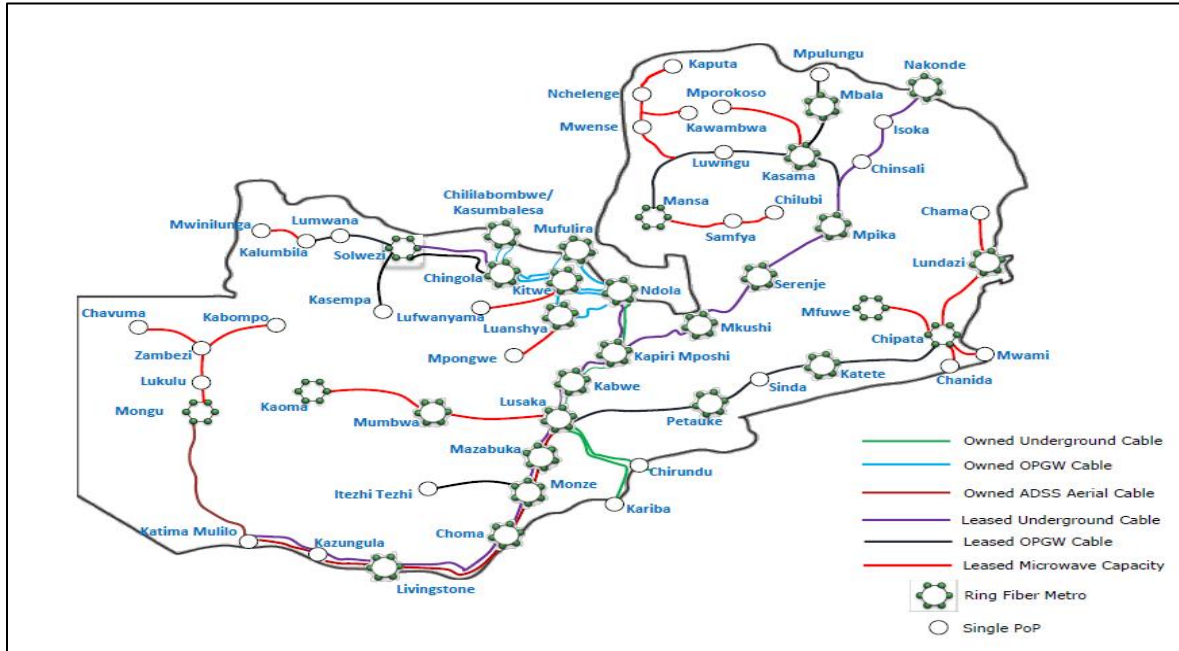 Mpulungu
Kaputa
Nakonde
Nchelenge
Mporokoso
Mbala
Mwense
Kawambwa
Isoka
Luwingu
Kasama
Chinsali
Chililabombwe/
Kasumbalesa
Mansa
Chilubi
Chama
Mwinilunga
Lumwana
Mufulira
Samfya
Mpika
Kalumbila
Solwezi
Lundazi
Chingola
Kitwe
Ndola
Serenje
Kasempa
Mfuwe
Chavuma
Kabompo
Lufwanyama
Luanshya
Mkushi
Chipata
Zambezi
Mpongwe
Kapiri Mposhi
Mwami
Lukulu
Kabwe
Sinda
Katete
Chanida
Mongu
Kaoma
Lusaka
Mumbwa
Petauke
Mazabuka
Chirundu
Itezhi Tezhi
Monze
Kariba
Katima Mulilo
Kazungula
Choma
Livingstone
Owned Underground Cable
Owned OPGW Cable
Owned ADSS Aerial Cable
Leased Underground Cable
Leased OPGW Cable
Leased Microwave Capacity
Ring Fiber Metro
Single PoP